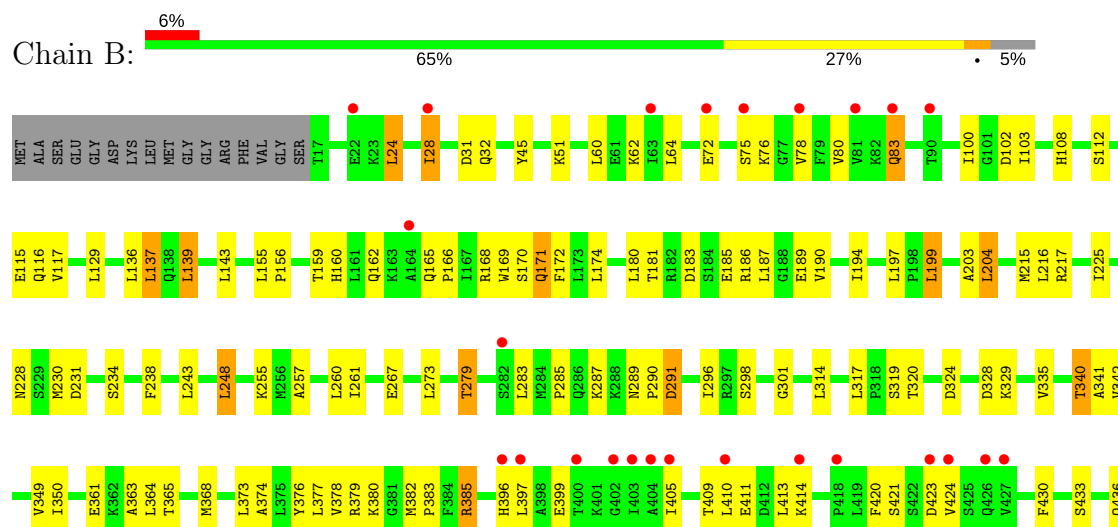 6%
Chain B:
65% 27% • 5%
MET ALA SER GLU GLY ASP LYS LEU MET GLY GLY ARG PHE VAL GLY SER T17 E22 K23 L24 I28 D31 Q32 Y45 K51 L60 E61 K62 I63 L64 E72 S75 K76 G77 V78 F79 V80 V81 K82 Q83 T90 I100 G101 D102 I103 H108 S112
E115 Q116 V117 L129 L136 L137 Q138 L139 L143 L155 P156 T159 H160 L161 Q162 K163 A164 Q165 P166 I167 R168 W169 S170 Q171 F172 L173 L174 L180 T181 R182 D183 S184 E185 R186 L187 G188 E189 V190 I194 L197 P198 L199 A203 L204 M215 L216 R217 I225
N228 S229 M230 D231 S234 F238 L243 L248 K255 M256 A257 L260 I261 E267 L273 T279 S282 L283 M284 P285 Q286 K287 K288 N289 P290 D291 I296 R297 S298 G301 L314 L317 P318 S319 T320 D324 D328 K329 V335 T340 A341 V342
V349 I350 E361 K362 A363 L364 T365 M368 L373 A374 L375 Y376 L377 V378 R379 K380 G381 M382 P383 F384 R385 H396 L397 A398 E399 T400 K401 G402 I403 A404 I405 T409 L410 E411 D412 L413 K414 P418 L419 F420 S421 S422 D423 V424 S425 Q426 V427 F430 S433